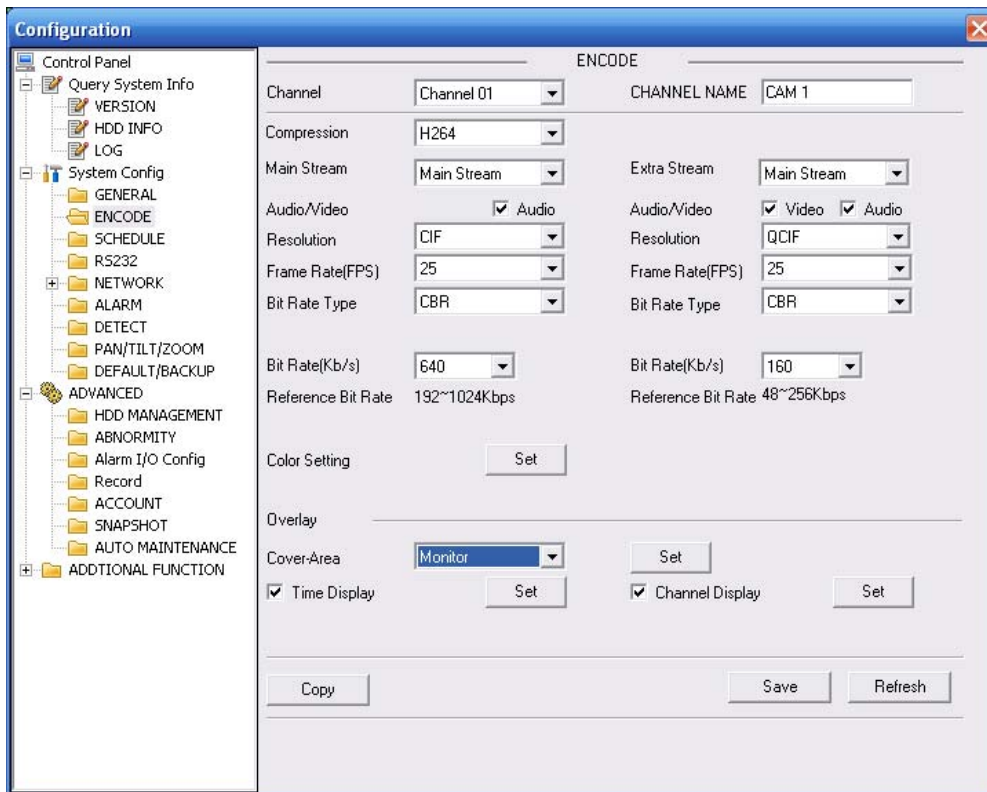 Configuration
Control Panel
Query System Info
VERSION
HDD INFO
LOG
System Config
GENERAL
ENCODE
SCHEDULE
RS232
NETWORK
ALARM
DETECT
PAN/TILT/ZOOM
DEFAULT/BACKUP
ADVANCED
HDD MANAGEMENT
ABNORMITY
Alarm I/O Config
Record
ACCOUNT
SNAPSHOT
AUTO MAINTENANCE
ADDTIONAL FUNCTION
ENCODE
Channel Channel 01 CHANNEL NAME CAM 1
Compression H264
Main Stream Main Stream Extra Stream Main Stream
Audio/Video Audio Audio/Video Video Audio
Resolution CIF Resolution QCIF
Frame Rate(FPS) 25 Frame Rate(FPS) 25
Bit Rate Type CBR Bit Rate Type CBR
Bit Rate(Kb/s) 640 Bit Rate(Kb/s) 160
Reference Bit Rate 192~1024Kbps Reference Bit Rate 48~256Kbps
Color Setting Set
Overlay
Cover-Area Monitor Set
Time Display Set Channel Display Set
Copy Save Refresh